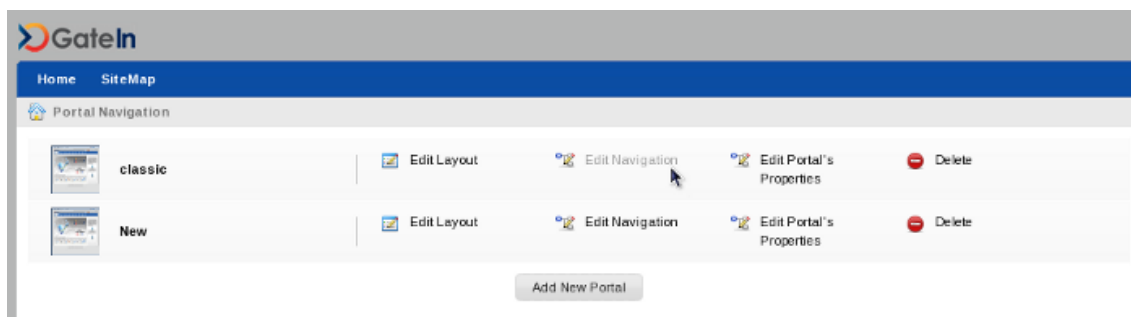 GateIn
Home SiteMap
Portal Navigation
classic Edit Layout Edit Navigation Edit Portal's Properties Delete
New Edit Layout Edit Navigation Edit Portal's Properties Delete
Add New Portal